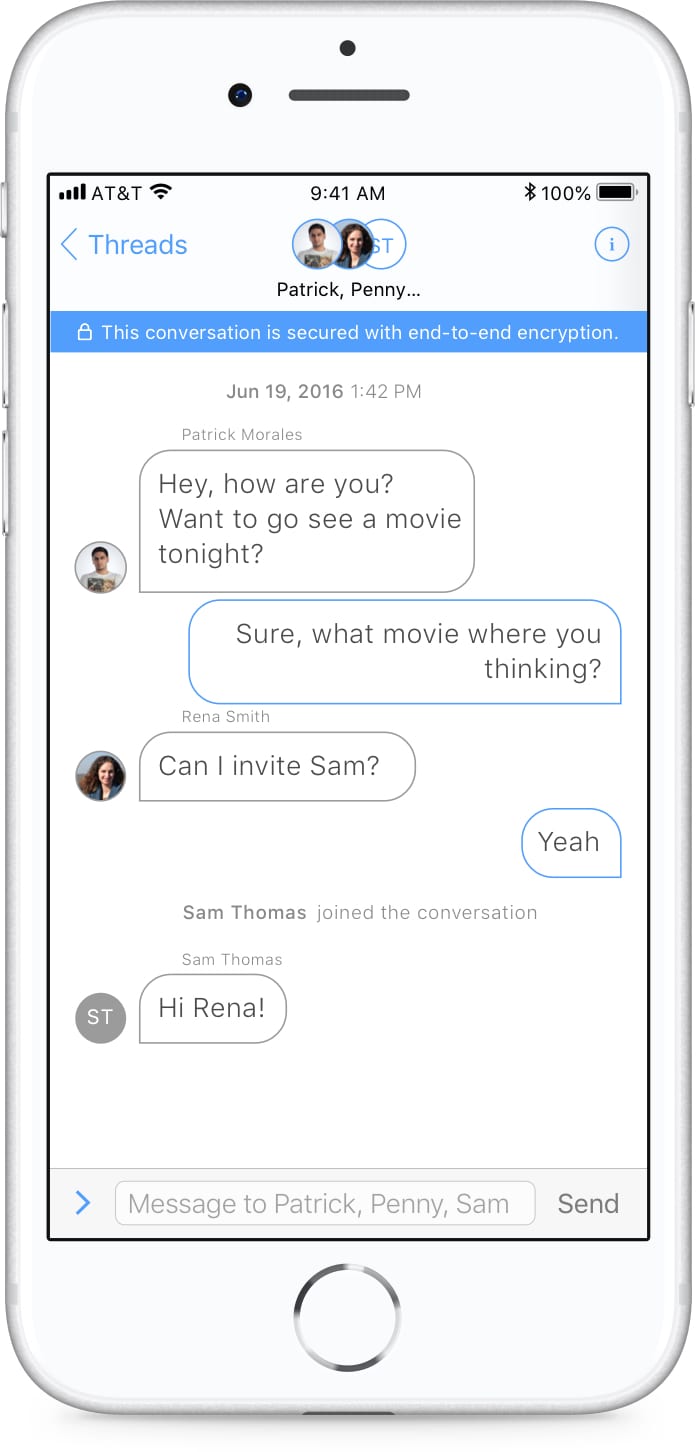 AT&T 9:41 AM 100%
Threads ST i
Patrick, Penny...
This conversation is secured with end-to-end encryption.
Jun 19, 2016 1:42 PM
Patrick Morales
Hey, how are you?
Want to go see a movie
tonight?
Sure, what movie where you
thinking?
Rena Smith
Can I invite Sam?
Yeah
Sam Thomas joined the conversation
Sam Thomas
Hi Rena!
ST
Message to Patrick, Penny, Sam Send